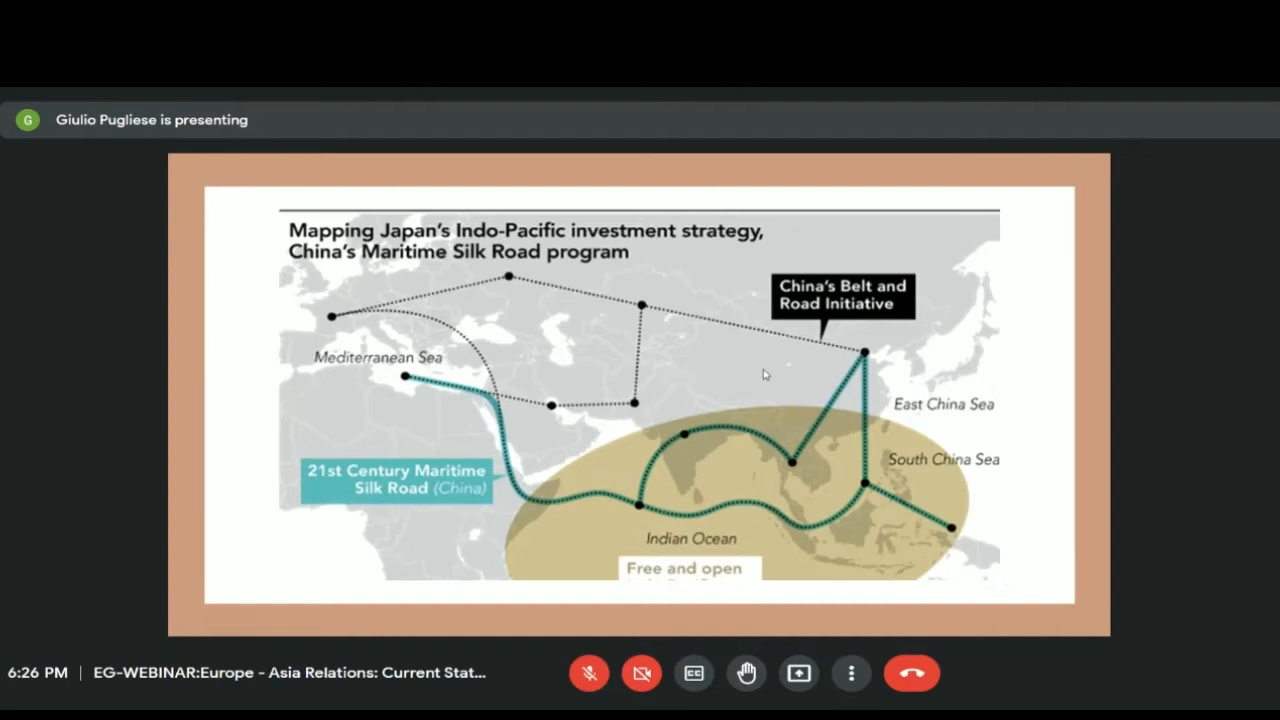 G
Giulio Pugliese is presenting
Mapping Japan's Indo-Pacific investment strategy,
China's Maritime Silk Road program
China's Belt and
Road Initiative
Mediterranean Sea
East China Sea
South China Sea
21st Century Maritime
Silk Road (China)
Indian Ocean
Free and open
6:26 PM | EG-WEBINAR:Europe - Asia Relations: Current Stat...
CC